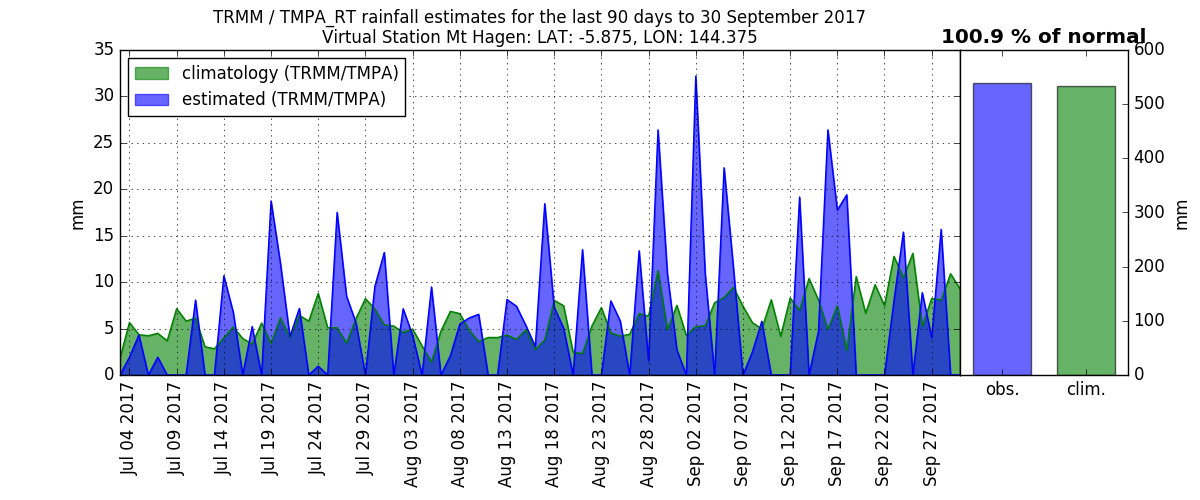 TRMM / TMPA_RT rainfall estimates for the last 90 days to 30 September 2017
Virtual Station Mt Hagen: LAT: -5.875, LON: 144.375
100.9 % of normal
climatology (TRMM/TMPA)
estimated (TRMM/TMPA)
35
30
25
20
15
10
5
0
mm
600
500
400
300
200
100
0
mm
Jul 04 2017
Jul 09 2017
Jul 14 2017
Jul 19 2017
Jul 24 2017
Jul 29 2017
Aug 03 2017
Aug 08 2017
Aug 13 2017
Aug 18 2017
Aug 23 2017
Aug 28 2017
Sep 02 2017
Sep 07 2017
Sep 12 2017
Sep 17 2017
Sep 22 2017
Sep 27 2017
obs.
clim.